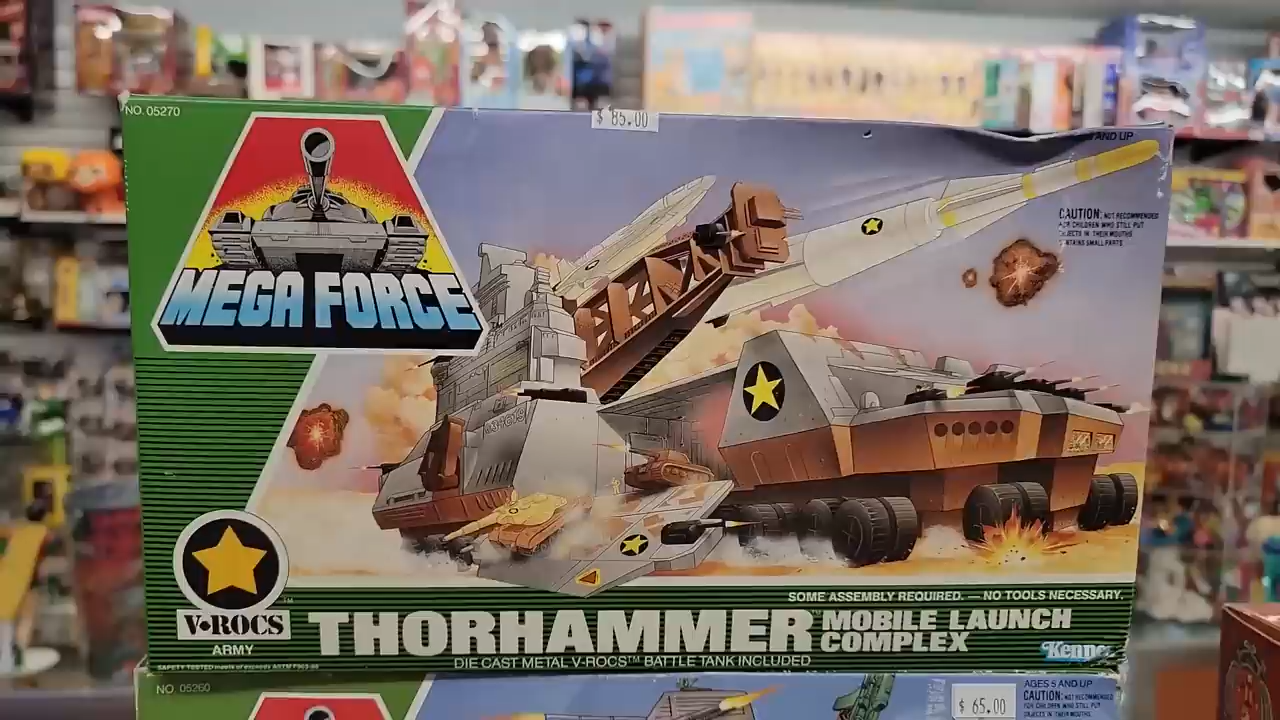 NO. 05270
$ 85.00
AND UP
MEGA FORCE
CAUTION: NOT RECOMMENDED
FOR CHILDREN WHO STILL PUT
OBJECTS IN THEIR MOUTHS
CONTAINS SMALL PARTS
V•ROCS™
ARMY
SOME ASSEMBLY REQUIRED. — NO TOOLS NECESSARY.
THORHAMMER™ MOBILE LAUNCH
COMPLEX
DIE CAST METAL V-ROCS™ BATTLE TANK INCLUDED
Kenner
NO. 05260
$ 65.00
AGES 5 AND UP
CAUTION: NOT RECOMMENDED
FOR CHILDREN WHO STILL PUT
OBJECTS IN THEIR MOUTHS